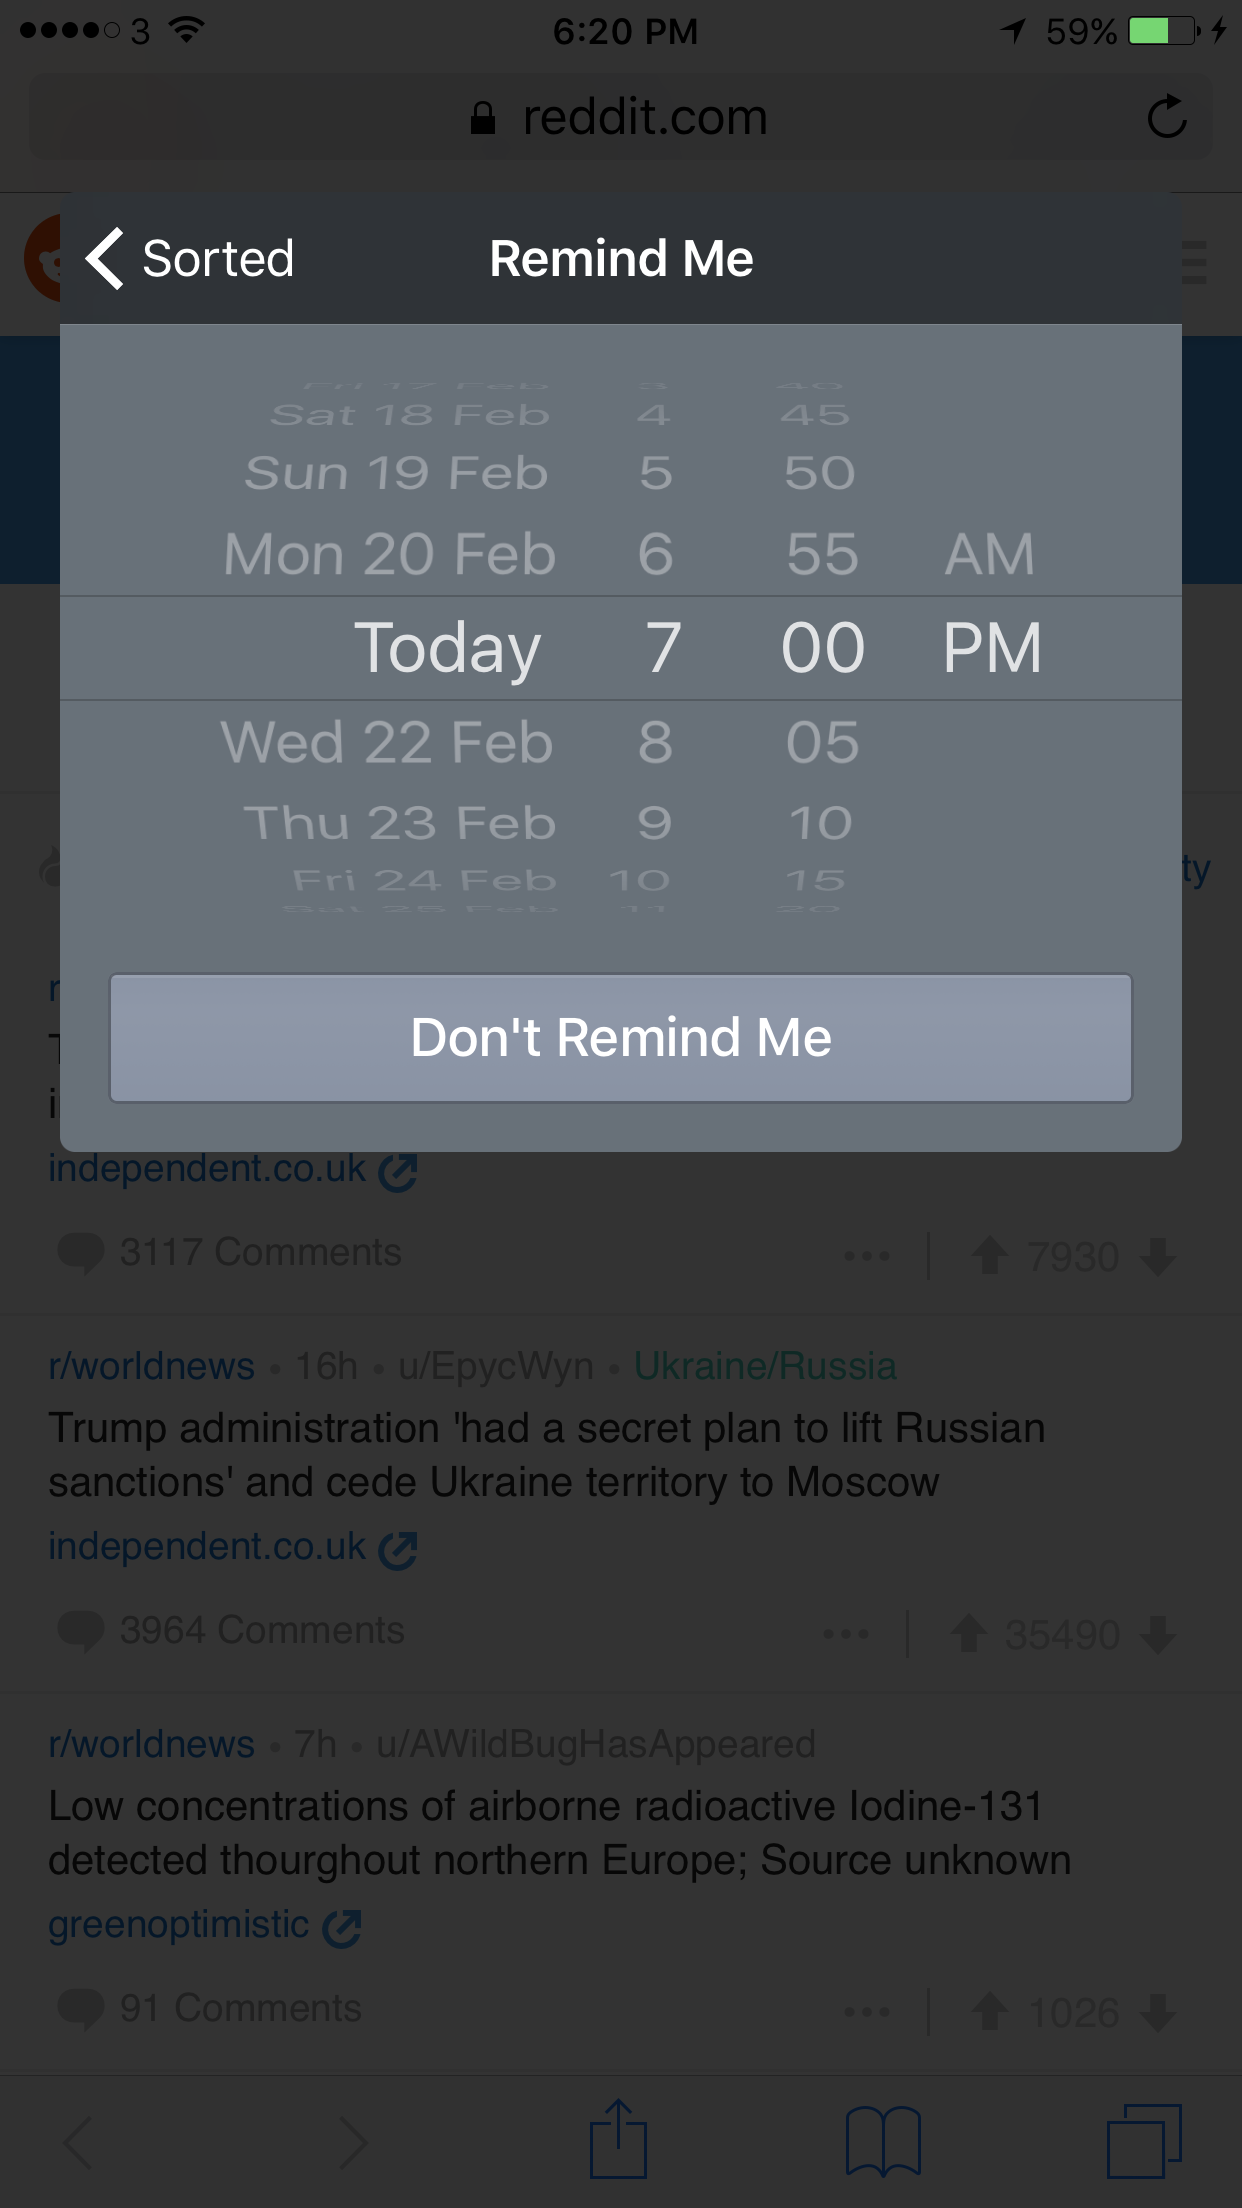 3 6:20 PM 59%
reddit.com
Sorted Remind Me
Fri 17 Feb 3 40
Sat 18 Feb 4 45
Sun 19 Feb 5 50
Mon 20 Feb 6 55 AM
Today 7 00 PM
Wed 22 Feb 8 05
Thu 23 Feb 9 10
ty
Fri 24 Feb 10 15
Sat 25 Feb 11 20
r
Don't Remind Me
T
i
independent.co.uk
3117 Comments 7930
r/worldnews • 16h • u/EpycWyn • Ukraine/Russia
Trump administration 'had a secret plan to lift Russian
sanctions' and cede Ukraine territory to Moscow
independent.co.uk
3964 Comments 35490
r/worldnews • 7h • u/AWildBugHasAppeared
Low concentrations of airborne radioactive Iodine-131
detected thourghout northern Europe; Source unknown
greenoptimistic
91 Comments 1026